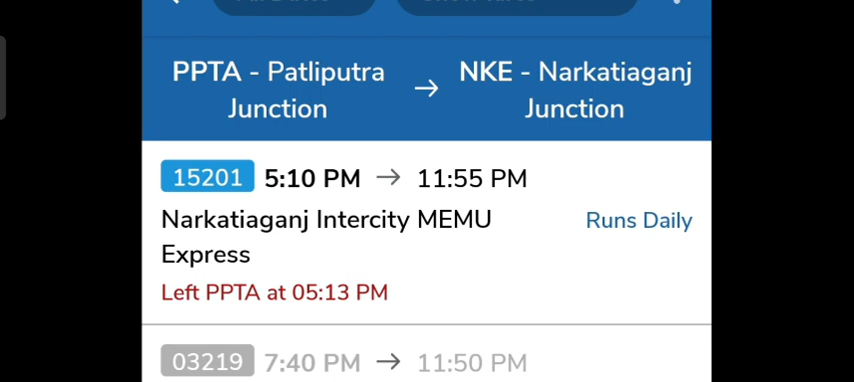 PPTA - Patliputra Junction → NKE - Narkatiaganj Junction
15201 5:10 PM → 11:55 PM
Narkatiaganj Intercity MEMU Express
Runs Daily
Left PPTA at 05:13 PM
03219 7:40 PM → 11:50 PM